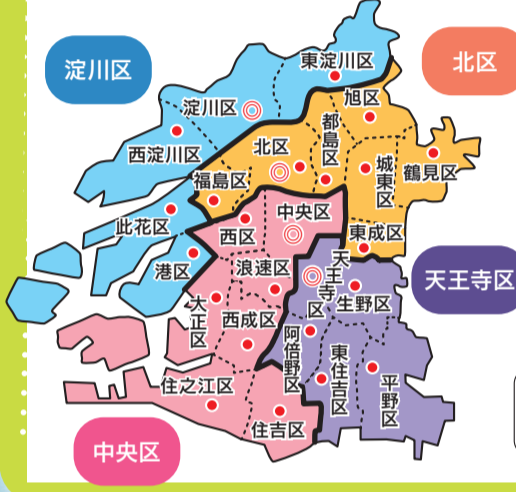 淀川区
東淀川区
北区
旭区
淀川区
都島区
北区
西淀川区
城東区
鶴見区
福島区
中央区
此花区
西区
東成区
港区
浪速区
天王寺区
天王寺区
生野区
大正区
西成区
阿倍野区
東住吉区
平野区
住之江区
住吉区
中央区